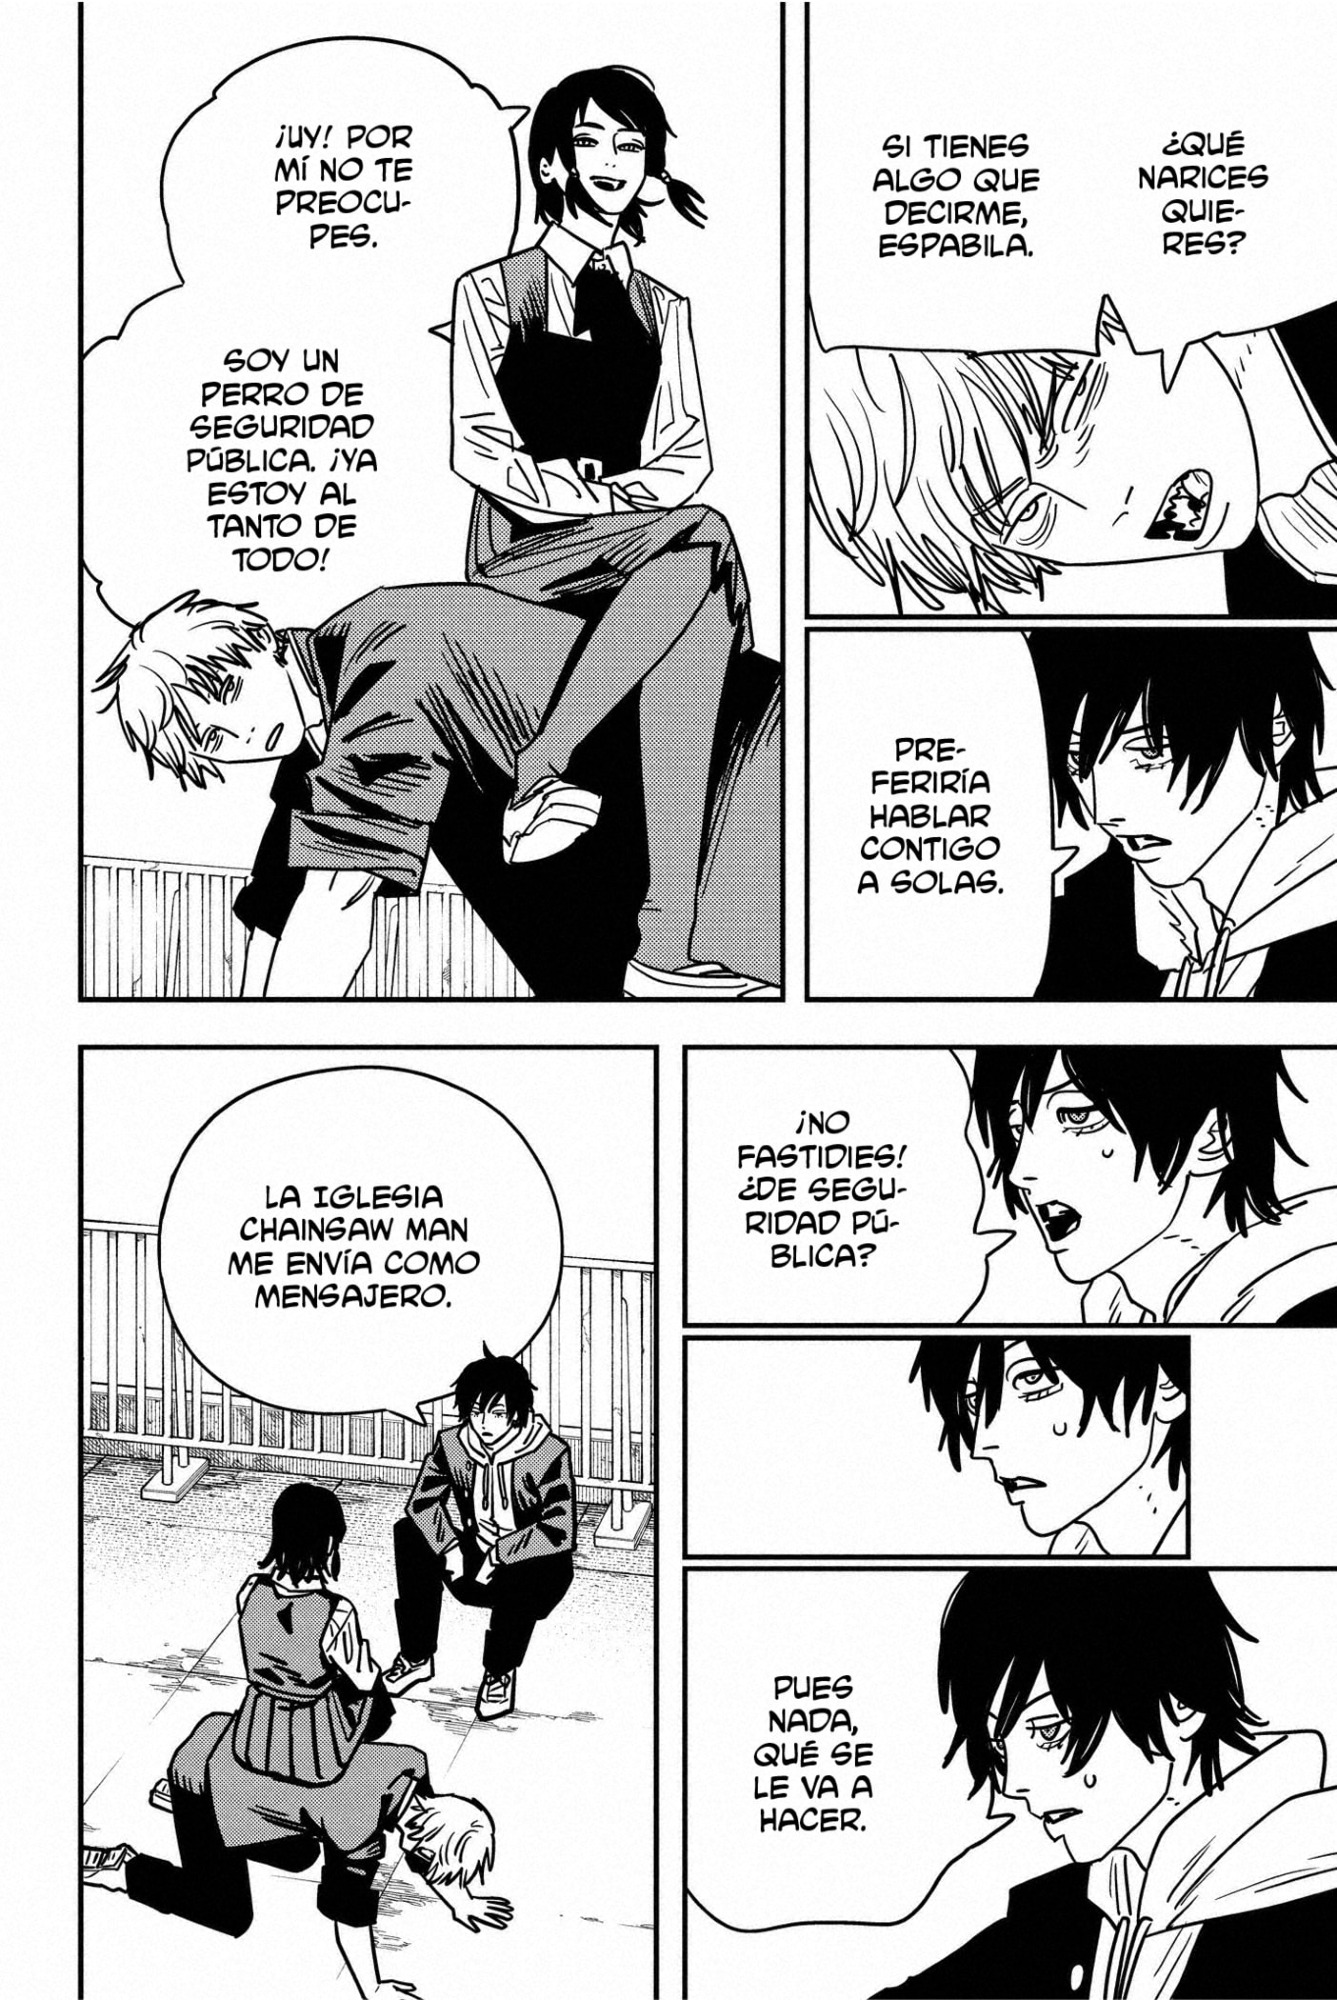 ¿QUÉ
NARICES
QUIE-
RES?
SI TIENES
ALGO QUE
DECIRME,
ESPABILA.
PRE-
FERIRÍA
HABLAR
CONTIGO
A SOLAS.
¡UY! POR
MÍ NO TE
PREOCU-
PES.
SOY UN
PERRO DE
SEGURIDAD
PÚBLICA. ¡YA
ESTOY AL
TANTO DE
TODO!
¡NO
FASTIDIES!
¿DE SEGU-
RIDAD PÚ-
BLICA?
PUES
NADA,
QUÉ SE
LE VA A
HACER.
LA IGLESIA
CHAINSAW MAN
ME ENVÍA COMO
MENSAJERO.